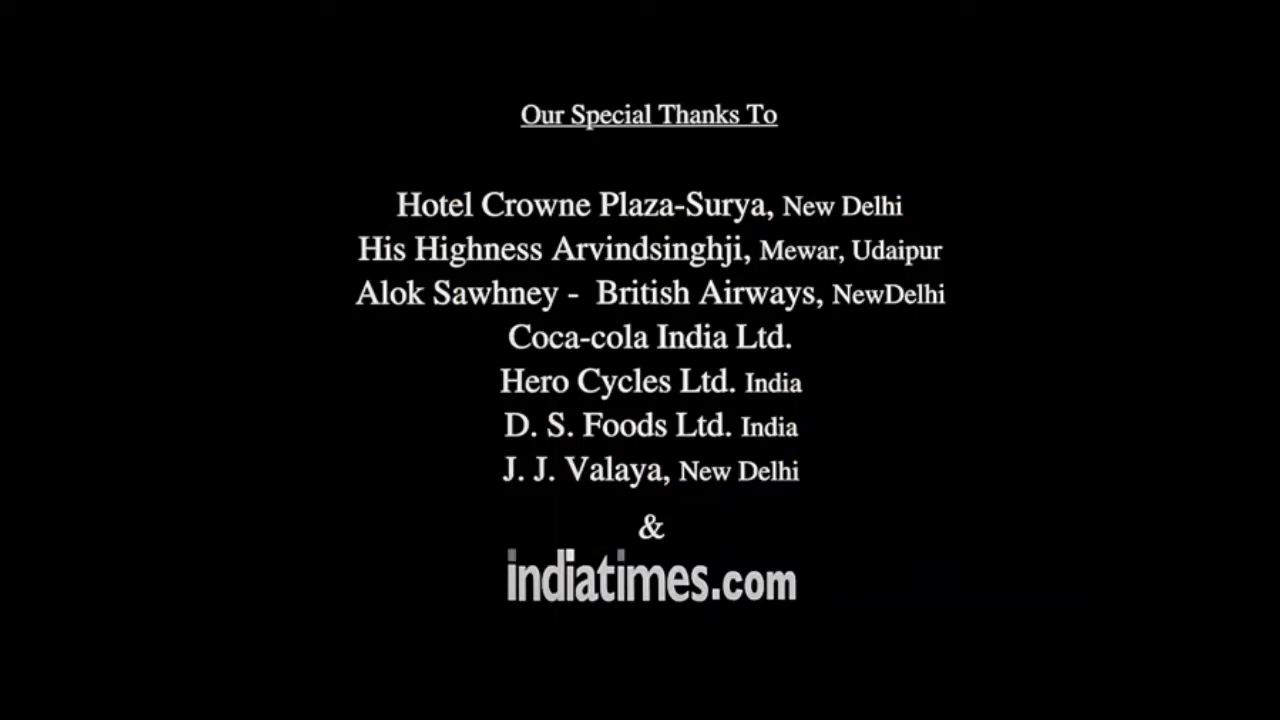 Our Special Thanks To
Hotel Crowne Plaza-Surya, New Delhi
His Highness Arvindsinghji, Mewar, Udaipur
Alok Sawhney - British Airways, NewDelhi
Coca-cola India Ltd.
Hero Cycles Ltd. India
D. S. Foods Ltd. India
J. J. Valaya, New Delhi
&
indiatimes.com